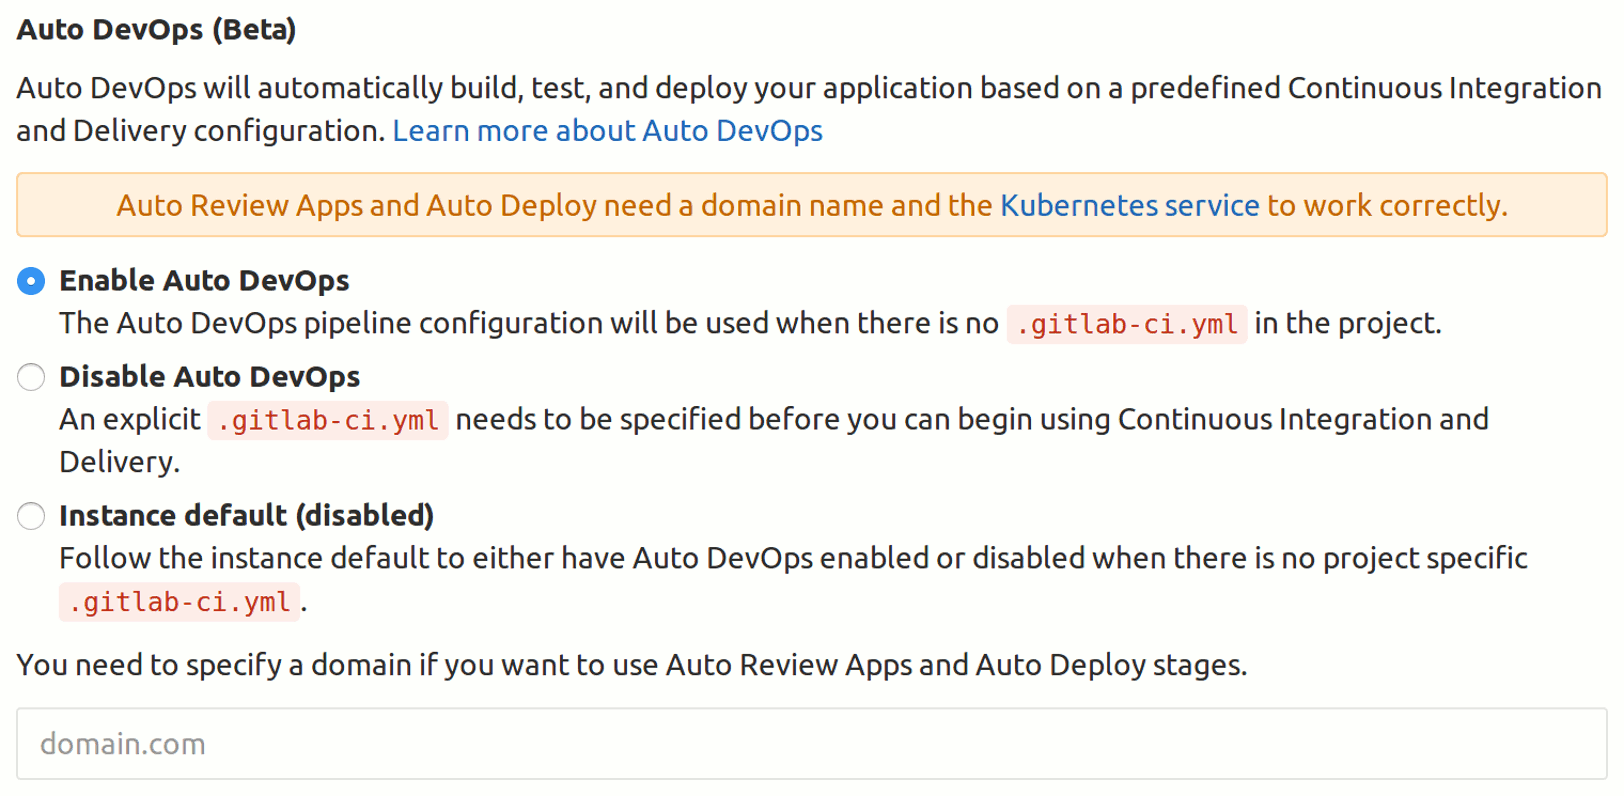 Auto DevOps (Beta)
Auto DevOps will automatically build, test, and deploy your application based on a predefined Continuous Integration
and Delivery configuration. Learn more about Auto DevOps
Auto Review Apps and Auto Deploy need a domain name and the Kubernetes service to work correctly.
Enable Auto DevOps
The Auto DevOps pipeline configuration will be used when there is no .gitlab-ci.yml in the project.
Disable Auto DevOps
An explicit .gitlab-ci.yml needs to be specified before you can begin using Continuous Integration and
Delivery.
Instance default (disabled)
Follow the instance default to either have Auto DevOps enabled or disabled when there is no project specific
.gitlab-ci.yml.
You need to specify a domain if you want to use Auto Review Apps and Auto Deploy stages.
domain.com